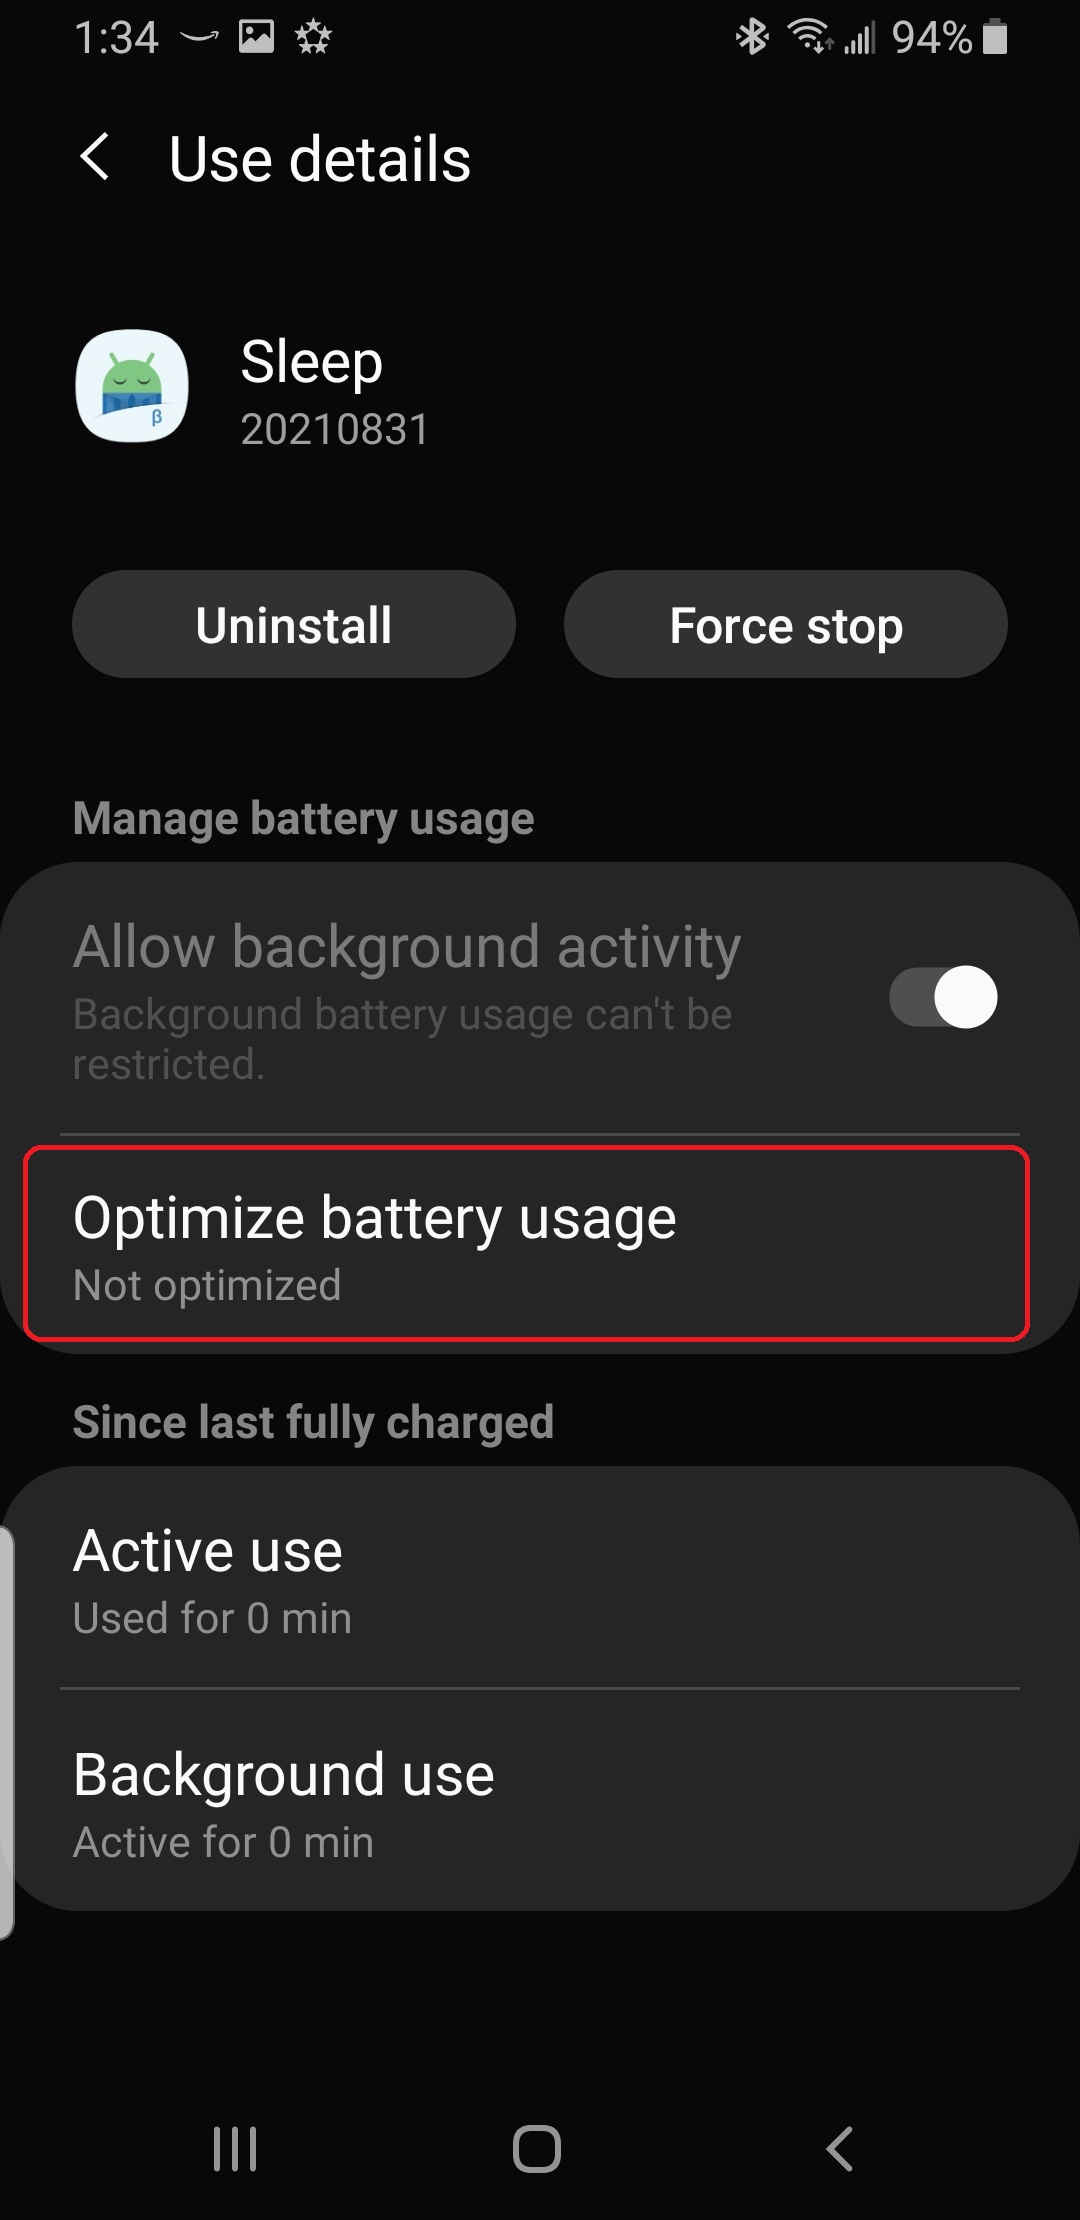 1:34 94%
Use details
β
Sleep
20210831
Uninstall Force stop
Manage battery usage
Allow background activity
Background battery usage can't be
restricted.
Optimize battery usage
Not optimized
Since last fully charged
Active use
Used for 0 min
Background use
Active for 0 min